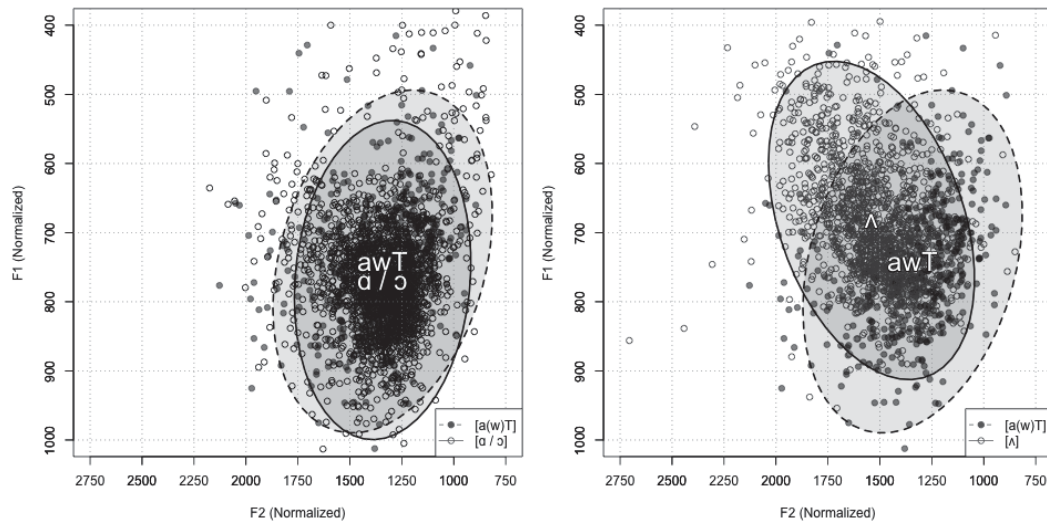 400
500
600
700
800
900
1000
F1 (Normalized)
awT
ɑ / ɔ
[a(w)T]
[ɑ / ɔ]
2750 2500 2250 2000 1750 1500 1250 1000 750
F2 (Normalized)
400
500
600
700
800
900
1000
F1 (Normalized)
ʌ
awT
[a(w)T]
[ʌ]
2750 2500 2250 2000 1750 1500 1250 1000 750
F2 (Normalized)